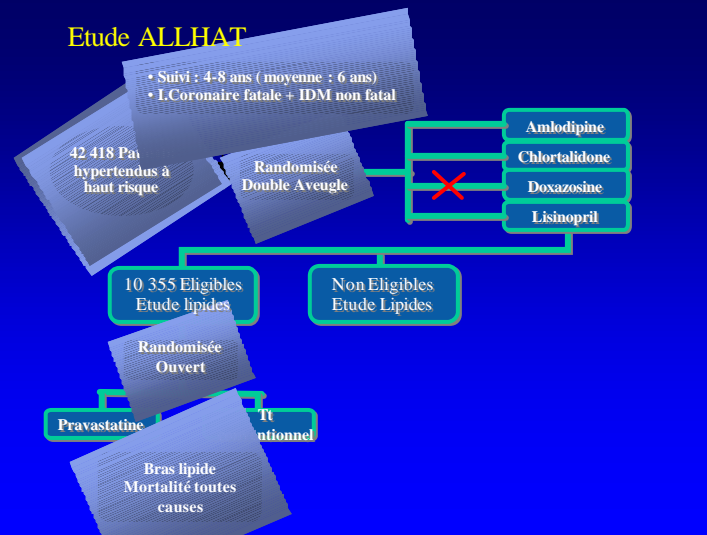 Etude ALLHAT
• Suivi : 4-8 ans ( moyenne : 6 ans)
• I.Coronaire fatale + IDM non fatal
42 418
hypertendus à
haut risque
Randomisée
Double Aveugle
Amlodipine
Chlortalidone
Doxazosine
Lisinopril
10 355 Eligibles
Etude lipides
Non Eligibles
Etude Lipides
Randomisée
Ouvert
Pravastatine
Tt
Bras lipide
Mortalité toutes
causes